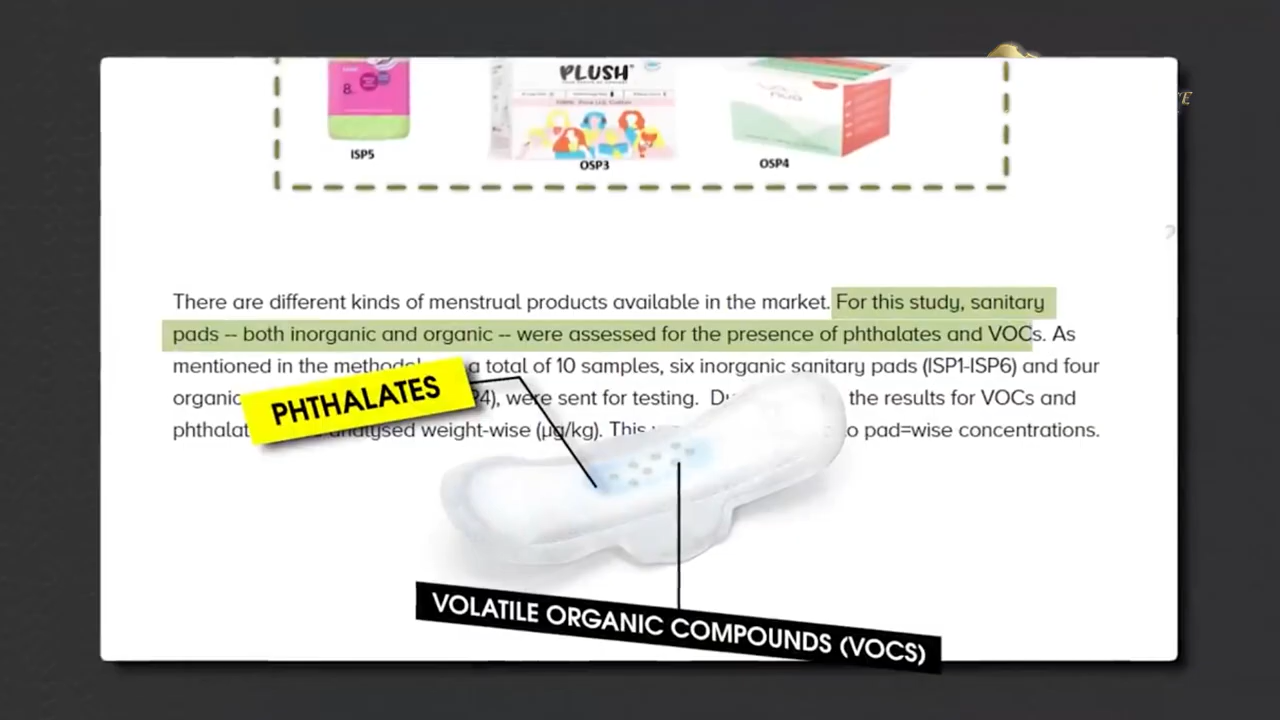 PLUSH
8
ISP5
OSP3
OSP4
There are different kinds of menstrual products available in the market. For this study, sanitary
pads -- both inorganic and organic -- were assessed for the presence of phthalates and VOCs. As
mentioned in the a total of 10 samples, six inorganic sanitary pads (ISP1-ISP6) and four
organic P4), were sent for testing. the results for VOCs and
analysed weight-wise (µg/kg). This to pad=wise concentrations.
PHTHALATES
VOLATILE ORGANIC COMPOUNDS (VOCS)